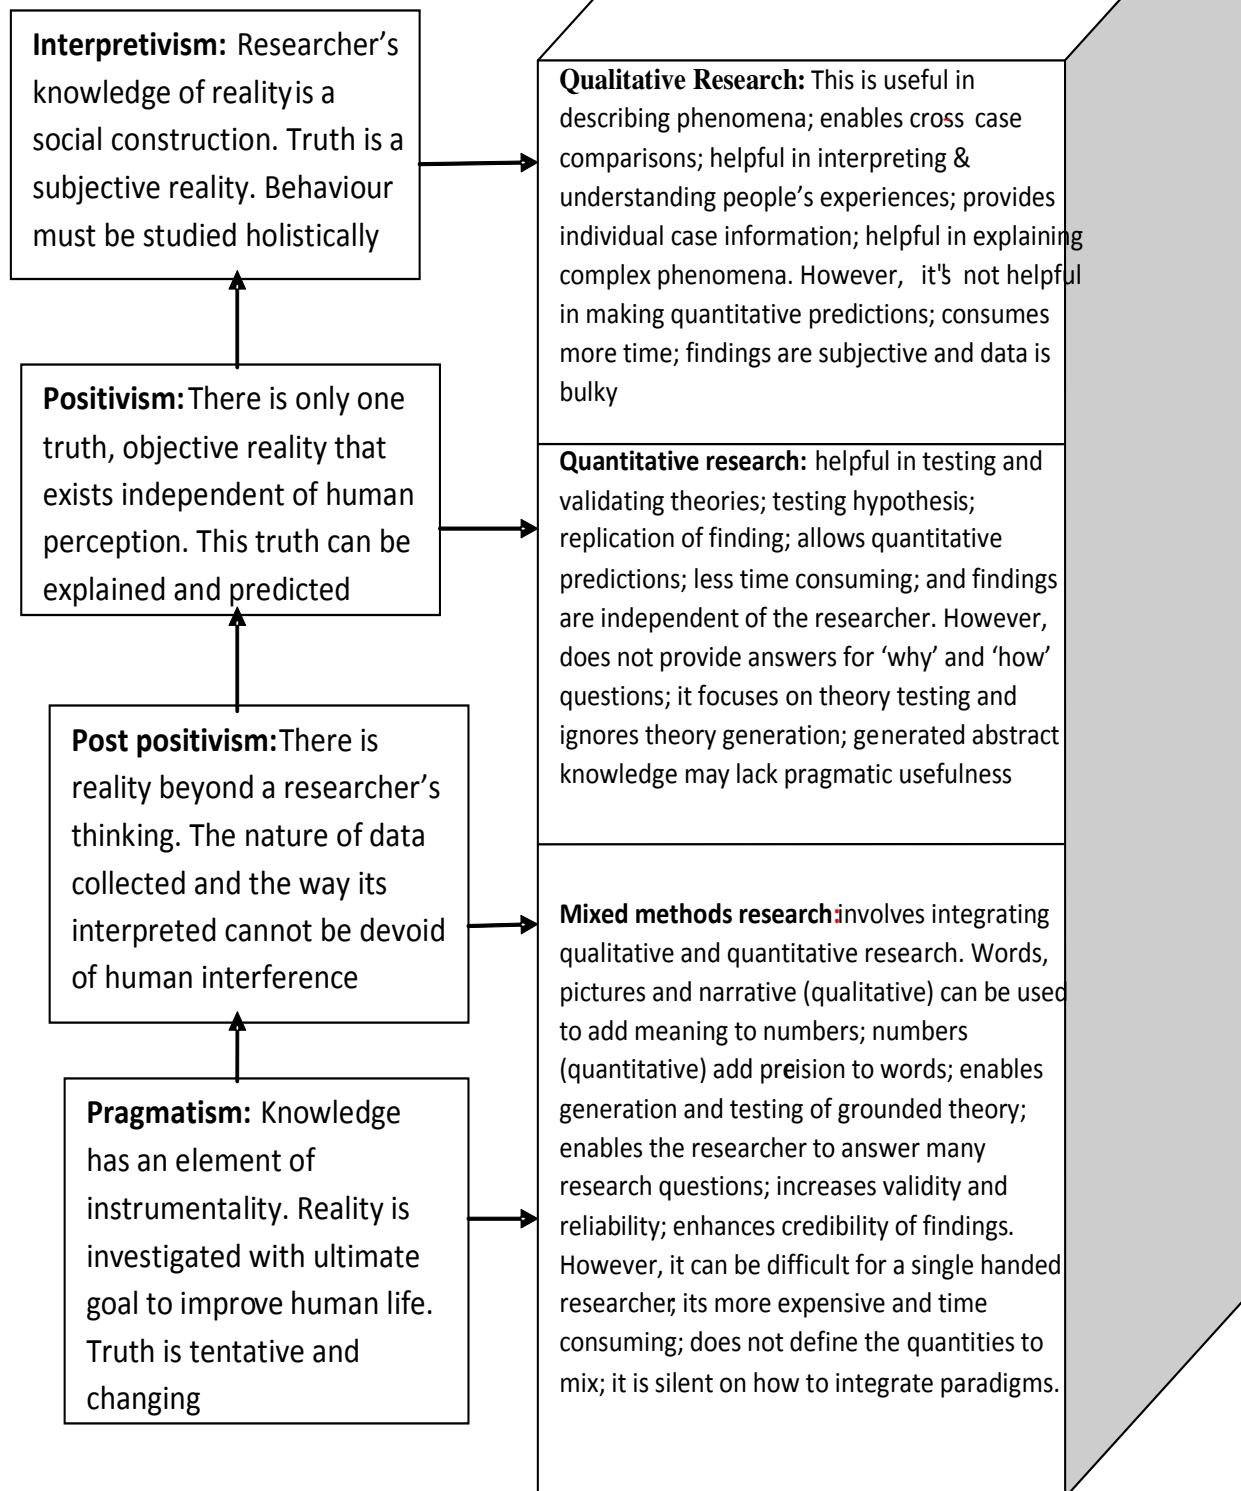 Interpretivism: Researcher’s
knowledge of reality is a
social construction. Truth is a
subjective reality. Behaviour
must be studied holistically
Positivism: There is only one
truth, objective reality that
exists independent of human
perception. This truth can be
explained and predicted
Post positivism: There is
reality beyond a researcher’s
thinking. The nature of data
collected and the way its
interpreted cannot be devoid
of human interference
Pragmatism: Knowledge
has an element of
instrumentality. Reality is
investigated with ultimate
goal to improve human life.
Truth is tentative and
changing
Qualitative Research: This is useful in
describing phenomena; enables cross case
comparisons; helpful in interpreting &
understanding people’s experiences; provides
individual case information; helpful in explaining
complex phenomena. However, it's not helpful
in making quantitative predictions; consumes
more time; findings are subjective and data is
bulky
Quantitative research: helpful in testing and
validating theories; testing hypothesis;
replication of finding; allows quantitative
predictions; less time consuming; and findings
are independent of the researcher. However,
does not provide answers for ‘why’ and ‘how’
questions; it focuses on theory testing and
ignores theory generation; generated abstract
knowledge may lack pragmatic usefulness
Mixed methods research: involves integrating
qualitative and quantitative research. Words,
pictures and narrative (qualitative) can be used
to add meaning to numbers; numbers
(quantitative) add precision to words; enables
generation and testing of grounded theory;
enables the researcher to answer many
research questions; increases validity and
reliability; enhances credibility of findings.
However, it can be difficult for a single handed
researcher; its more expensive and time
consuming; does not define the quantities to
mix; it is silent on how to integrate paradigms.